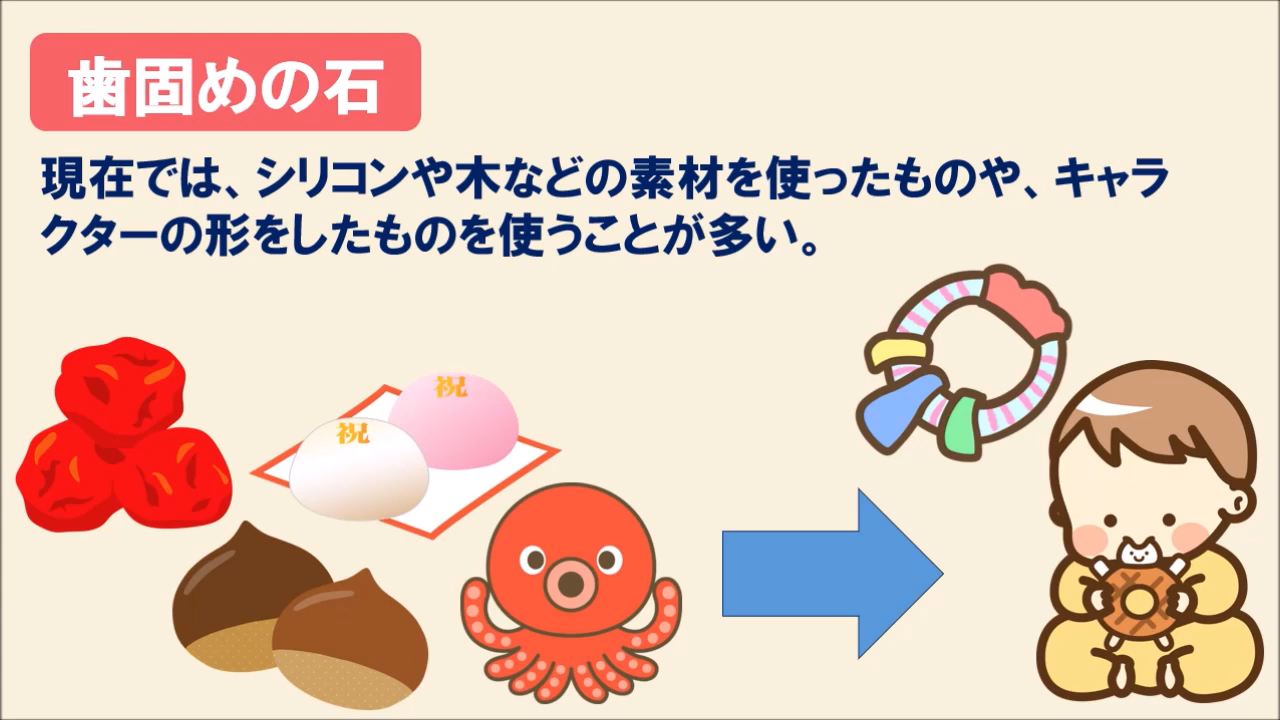 歯固めの石
現在では、シリコンや木などの素材を使ったものや、キャラ
クターの形をしたものを使うことが多い。
祝
祝